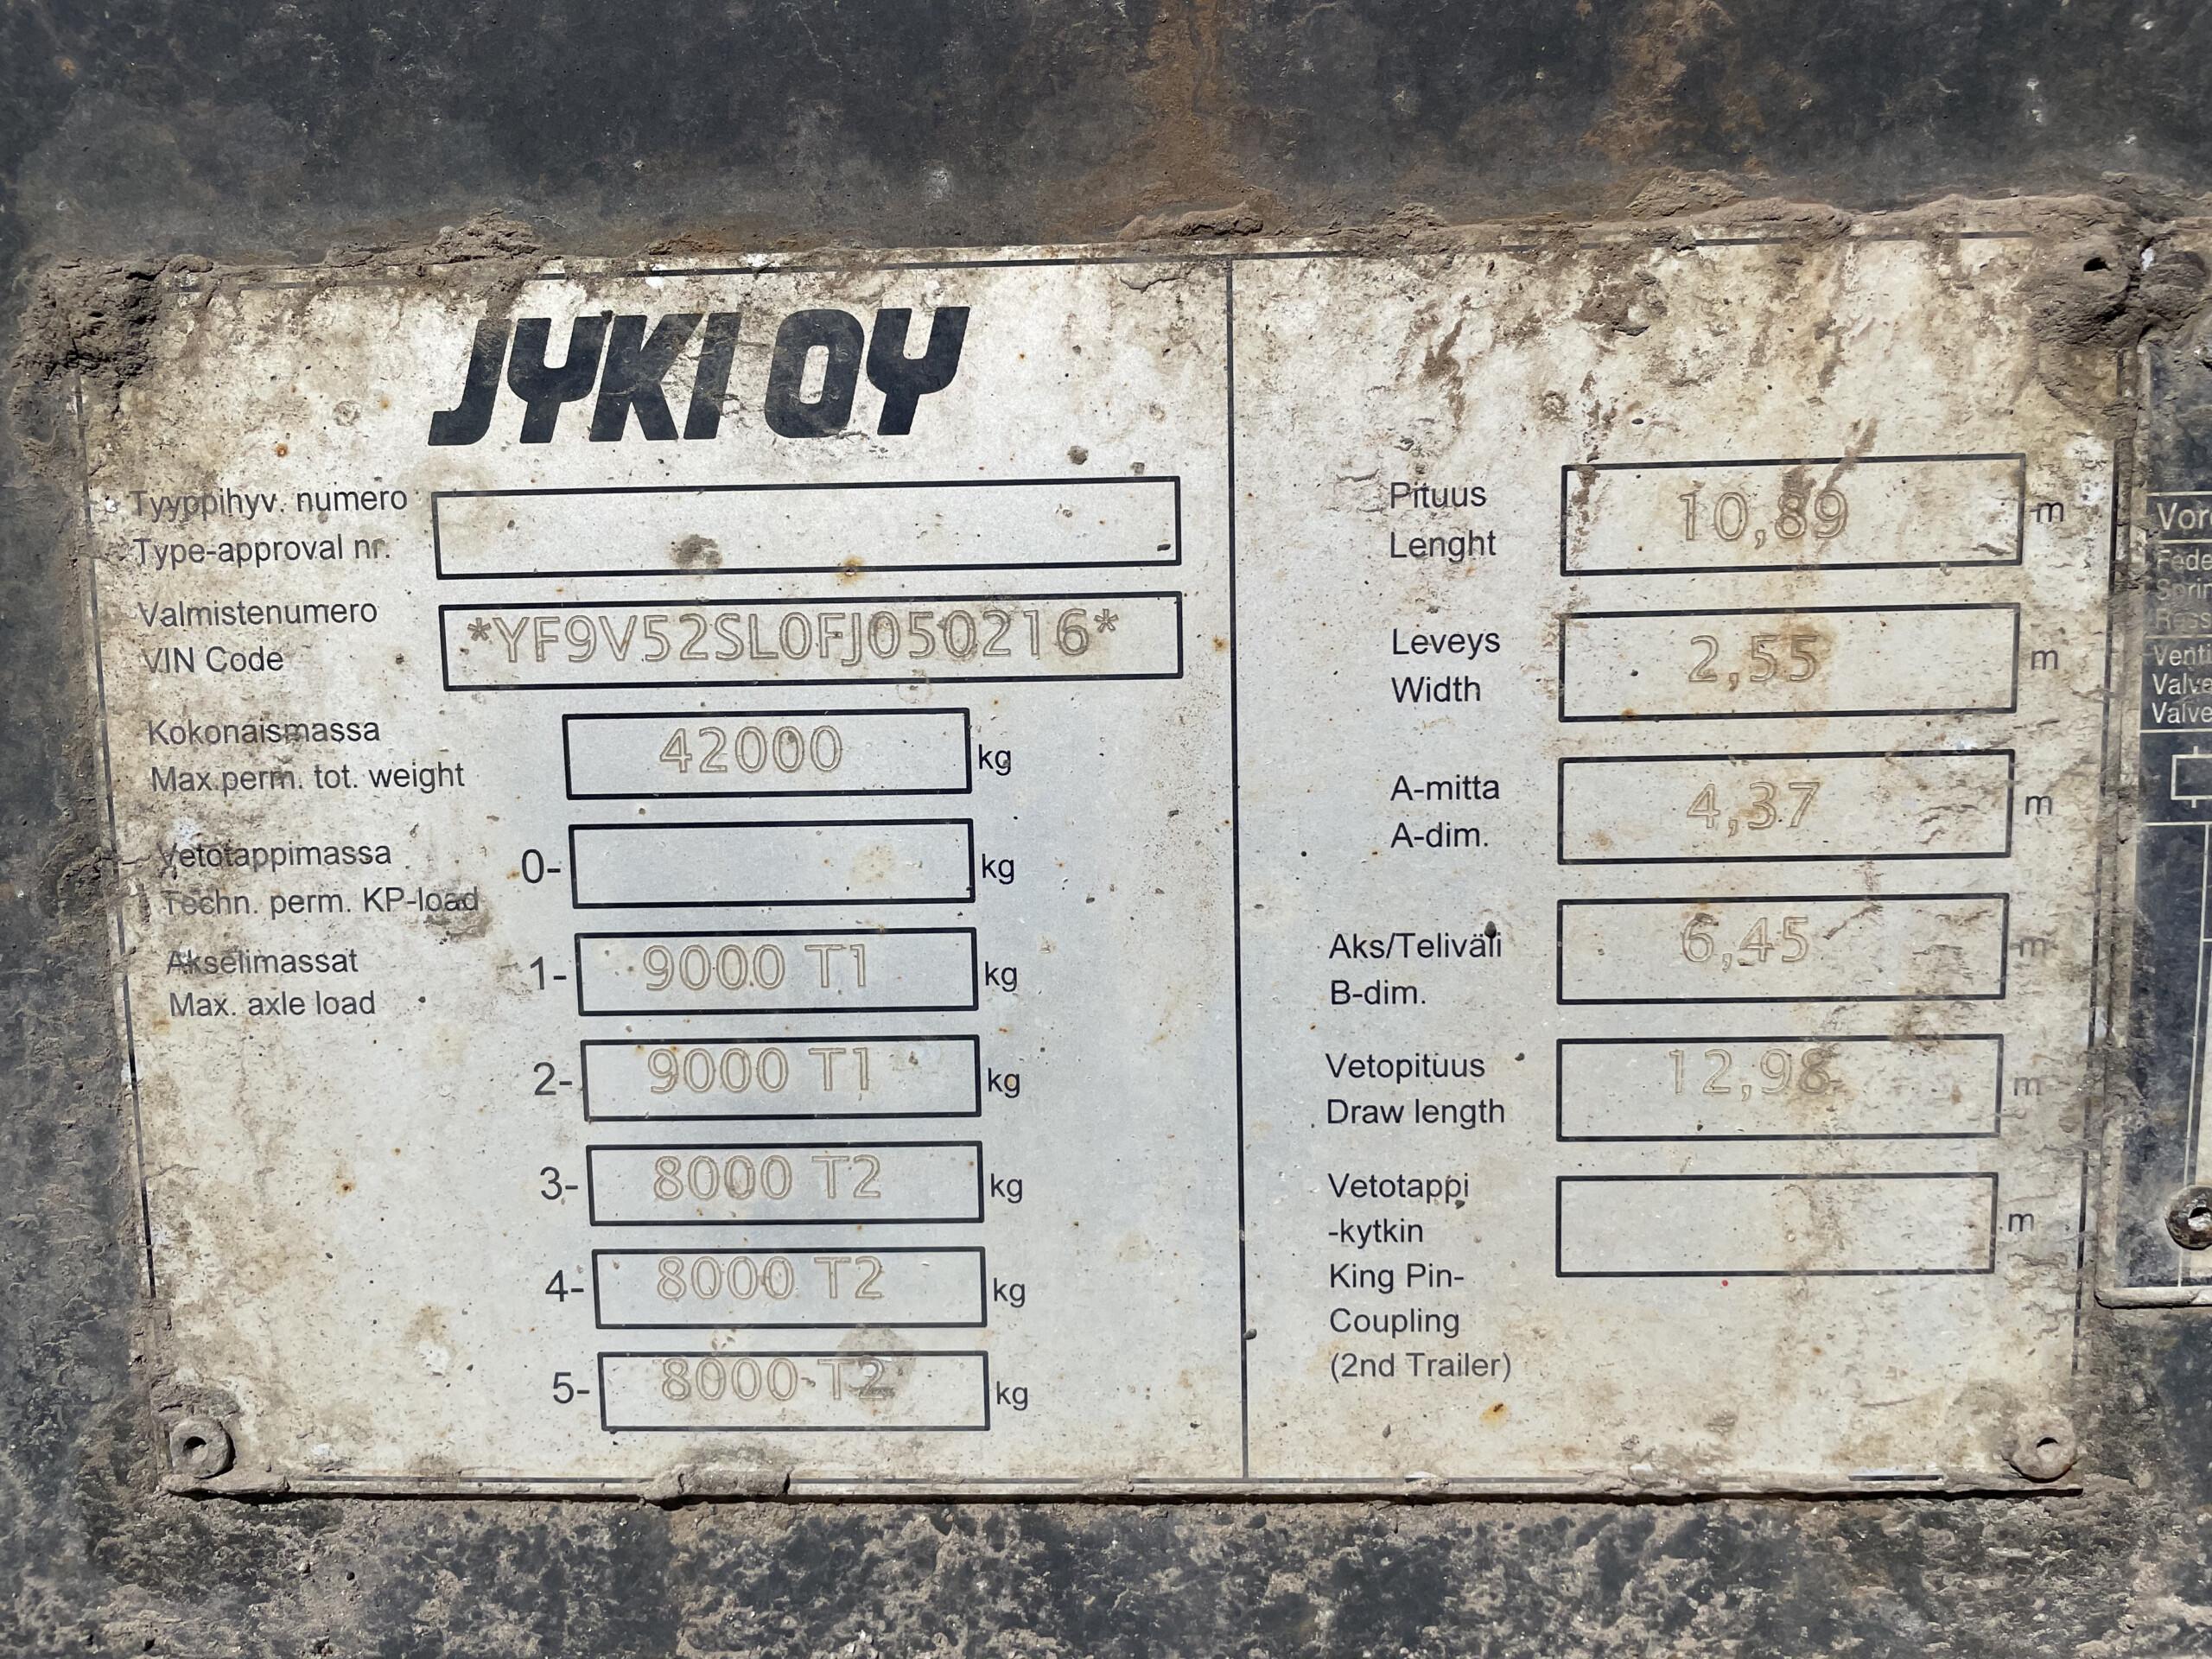 JYKI OY
Tyyppihyv. numero
Type-approval nr.
Valmistenumero
VIN Code
*YF9V52SL0FJ050216*
Kokonaismassa
Max.perm. tot. weight
42000 kg
Vetotappimassa
Techn. perm. KP-load
0- kg
Akselimassat
Max. axle load
1- 9000 T1 kg
2- 9000 T1 kg
3- 8000 T2 kg
4- 8000 T2 kg
5- 8000 T2 kg
Pituus
Lenght
10,89 m
Leveys
Width
2,55 m
A-mitta
A-dim.
4,37 m
Aks/Teliväli
B-dim.
6,45 m
Vetopituus
Draw length
12,98 m
Vetotappi
-kytkin
King Pin-
Coupling
(2nd Trailer)
m